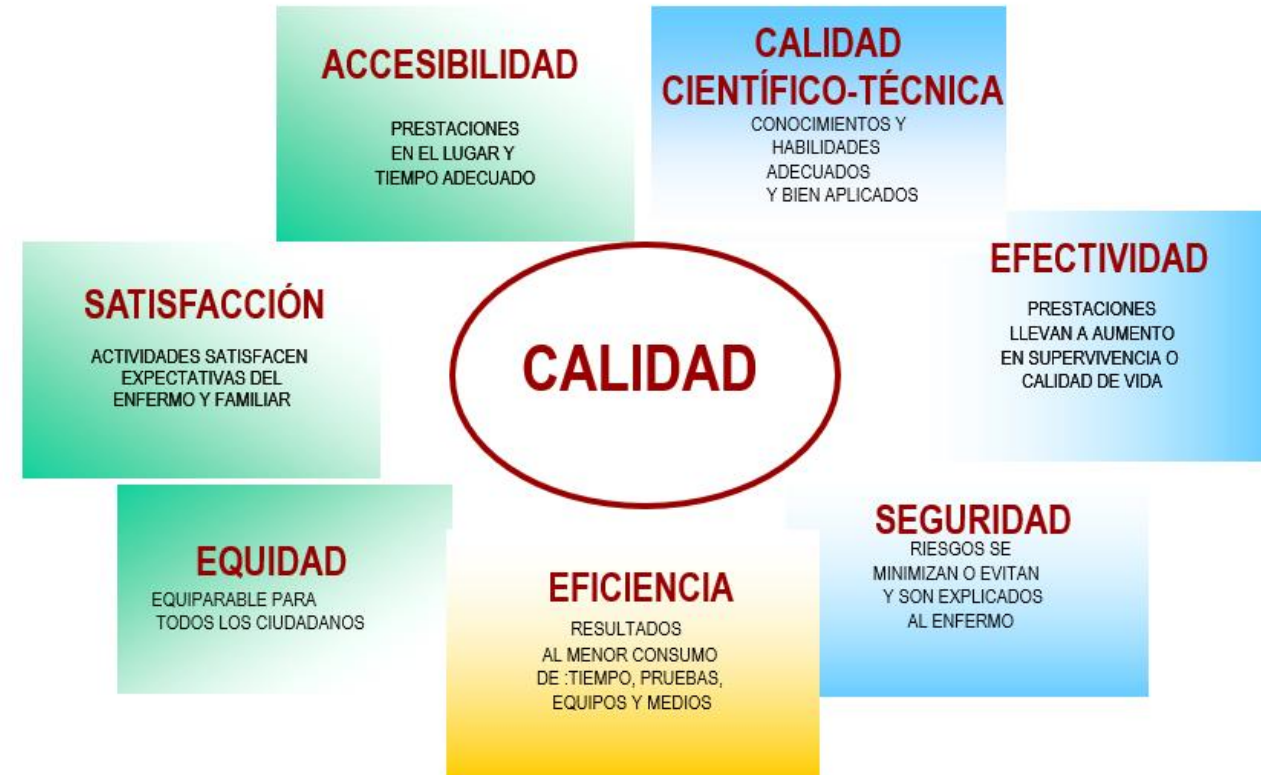 ACCESIBILIDAD
PRESTACIONES
EN EL LUGAR Y
TIEMPO ADECUADO
CALIDAD
CIENTÍFICO-TÉCNICA
CONOCIMIENTOS Y
HABILIDADES
ADECUADOS
Y BIEN APLICADOS
SATISFACCIÓN
ACTIVIDADES SATISFACEN
EXPECTATIVAS DEL
ENFERMO Y FAMILIAR
CALIDAD
EFECTIVIDAD
PRESTACIONES
LLEVAN A AUMENTO
EN SUPERVIVENCIA O
CALIDAD DE VIDA
EQUIDAD
EQUIPARABLE PARA
TODOS LOS CIUDADANOS
EFICIENCIA
RESULTADOS
AL MENOR CONSUMO
DE :TIEMPO, PRUEBAS,
EQUIPOS Y MEDIOS
SEGURIDAD
RIESGOS SE
MINIMIZAN O EVITAN
Y SON EXPLICADOS
AL ENFERMO